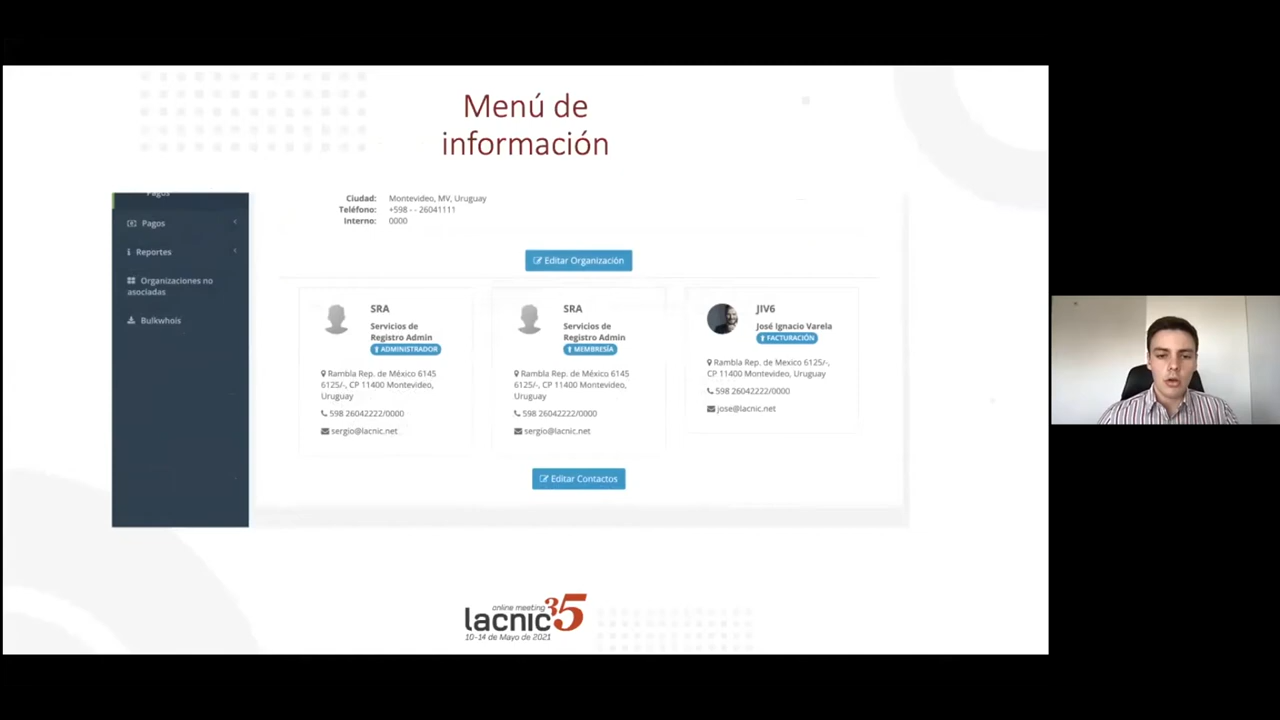 Menú de
información
Pagos
Pagos
Reportes
Organizaciones no
asociadas
Bulkwhois
Ciudad: Montevideo, MV, Uruguay
Teléfono: +598 - - 26041111
Interno: 0000
Editar Organización
SRA
Servicios de
Registro Admin
ADMINISTRADOR
Rambla Rep. de México 6145
6125/-, CP 11400 Montevideo,
Uruguay
598 26042222/0000
sergio@lacnic.net
SRA
Servicios de
Registro Admin
MEMBRESÍA
Rambla Rep. de México 6145
6125/-, CP 11400 Montevideo,
Uruguay
598 26042222/0000
sergio@lacnic.net
JIV6
José Ignacio Varela
FACTURACIÓN
Rambla Rep. de Mexico 6125/-,
CP 11400 Montevideo, Uruguay
598 26042222/0000
jose@lacnic.net
Editar Contactos
online meeting
lacnic 35
10-14 de Mayo de 2021